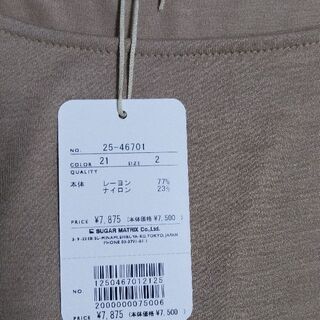 NO. 25-46701
COLOR 21 SIZE 2
QUALITY
本体 レーヨン 77%
ナイロン 23%
PRICE ¥7,875 (本体価格 ¥7,500)
SUGAR MATRIX Co.,Ltd.
1250467012125
NO.
2000000075006
PRICE ¥7,875 (本体価格 ¥7,500)